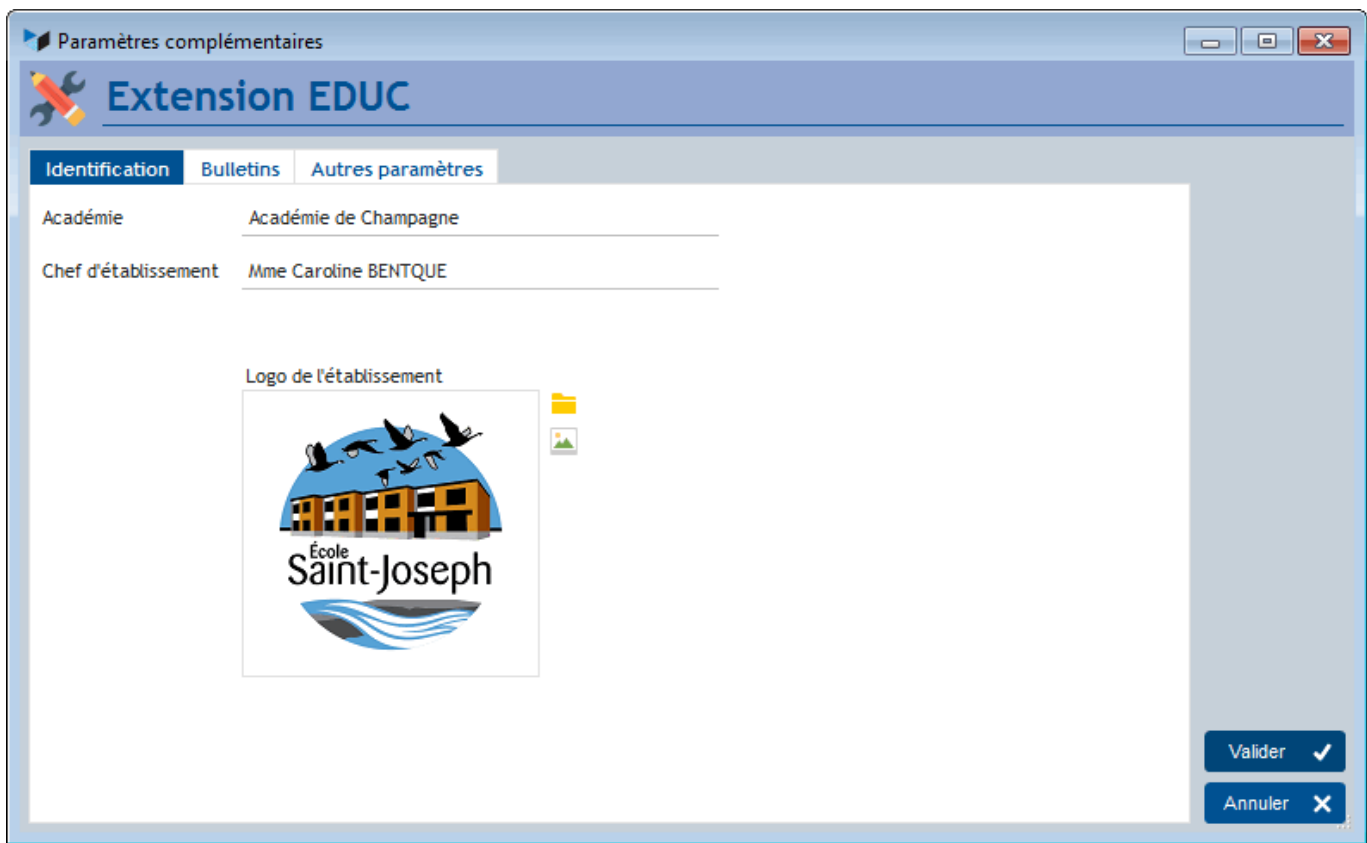 Paramètres complémentaires
Extension EDUC
Identification Bulletins Autres paramètres
Académie Académie de Champagne
Chef d'établissement Mme Caroline BENTQUE
Logo de l'établissement
École
Saint-Joseph
Valider
Annuler